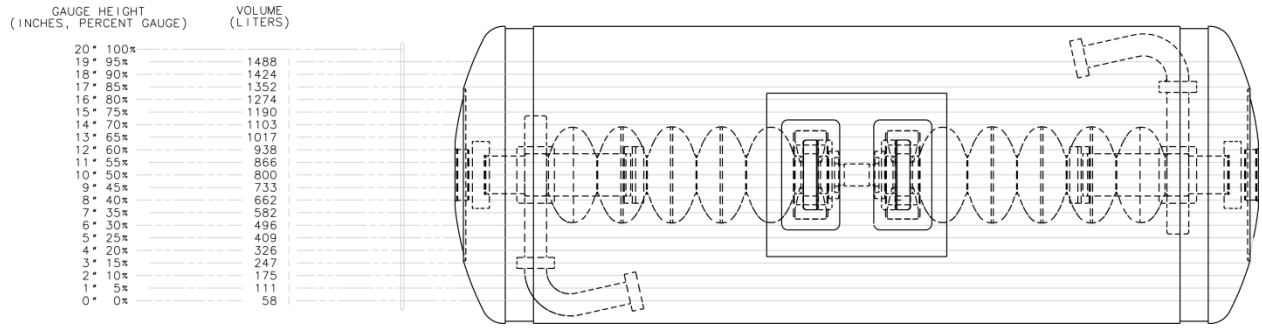 GAUGE HEIGHT VOLUME
(INCHES, PERCENT GAUGE) (LITERS)
20" 100%
19" 95% 1488
18" 90% 1424
17" 85% 1352
16" 80% 1274
15" 75% 1190
14" 70% 1103
13" 65% 1017
12" 60% 938
11" 55% 866
10" 50% 800
9" 45% 733
8" 40% 662
7" 35% 582
6" 30% 496
5" 25% 409
4" 20% 326
3" 15% 247
2" 10% 175
1" 5% 111
0" 0% 58